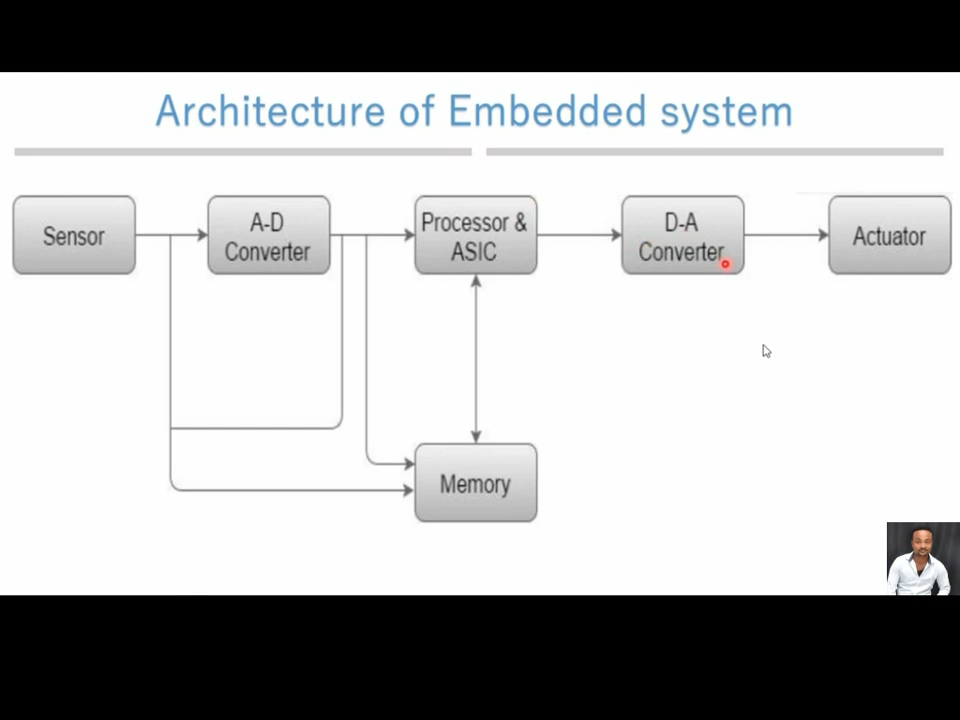 Architecture of Embedded system
Sensor
A-D
Converter
Processor &
ASIC
D-A
Converter
Actuator
Memory